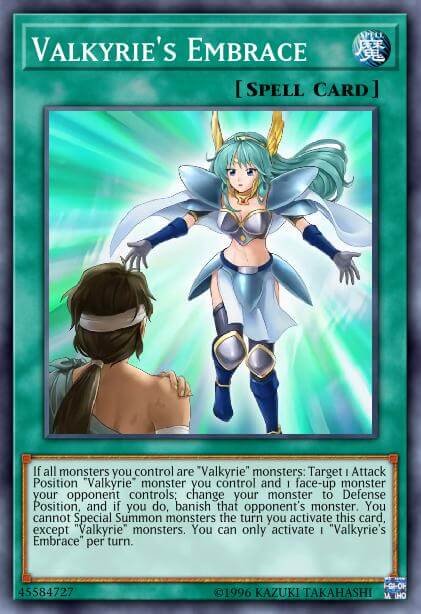 VALKYRIE'S EMBRACE
SPELL
魔
[SPELL CARD]
If all monsters you control are "Valkyrie" monsters: Target 1 Attack
Position "Valkyrie" monster you control and 1 face-up monster
your opponent controls; change your monster to Defense
Position, and if you do, banish that opponent's monster. You
cannot Special Summon monsters the turn you activate this card,
except "Valkyrie" monsters. You can only activate 1 "Valkyrie's
Embrace" per turn.
45584727
©1996 KAZUKI TAKAHASHI